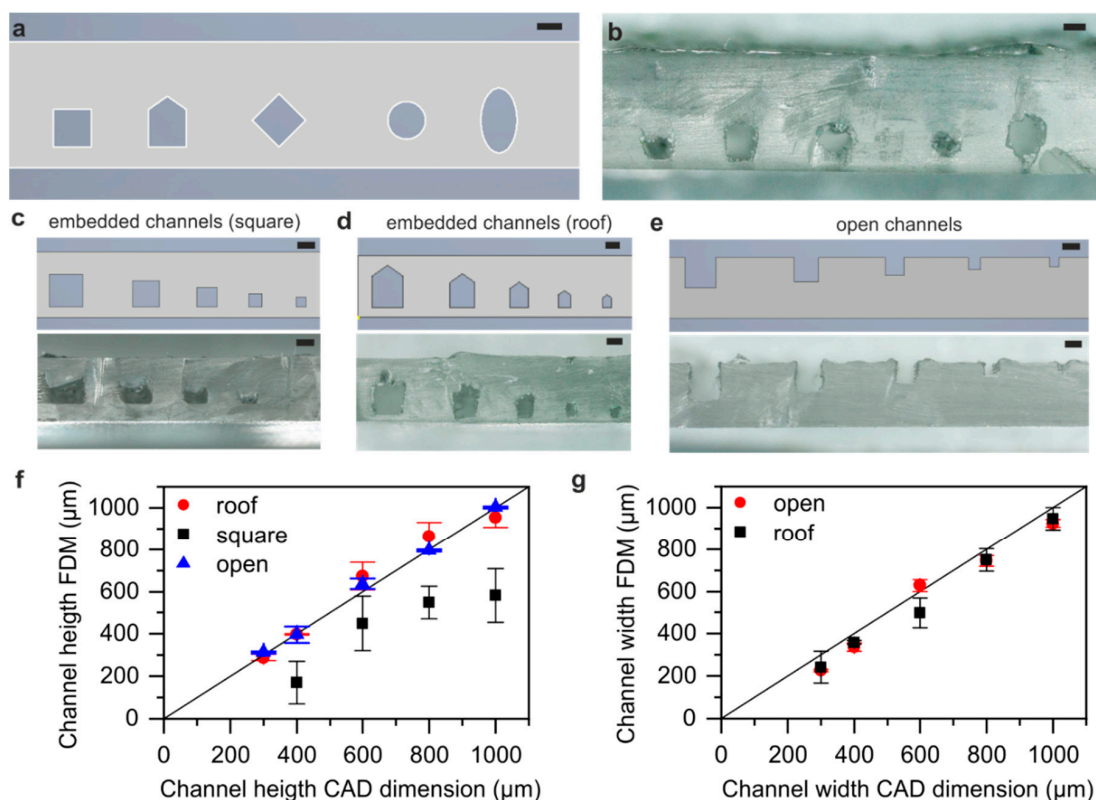 a
b
c embedded channels (square)
d embedded channels (roof)
e open channels
f
roof
square
open
Channel heigth FDM (µm)
1000
800
600
400
200
0
0 200 400 600 800 1000
Channel heigth CAD dimension (µm)
g
open
roof
Channel width FDM (µm)
1000
800
600
400
200
0
0 200 400 600 800 1000
Channel width CAD dimension (µm)